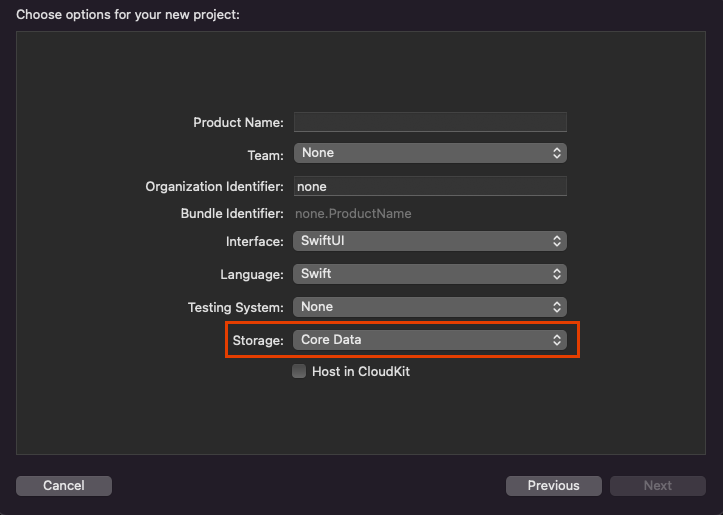 Choose options for your new project:
Product Name:
Team: None
Organization Identifier: none
Bundle Identifier: none.ProductName
Interface: SwiftUI
Language: Swift
Testing System: None
Storage: Core Data
Host in CloudKit
Cancel Previous Next